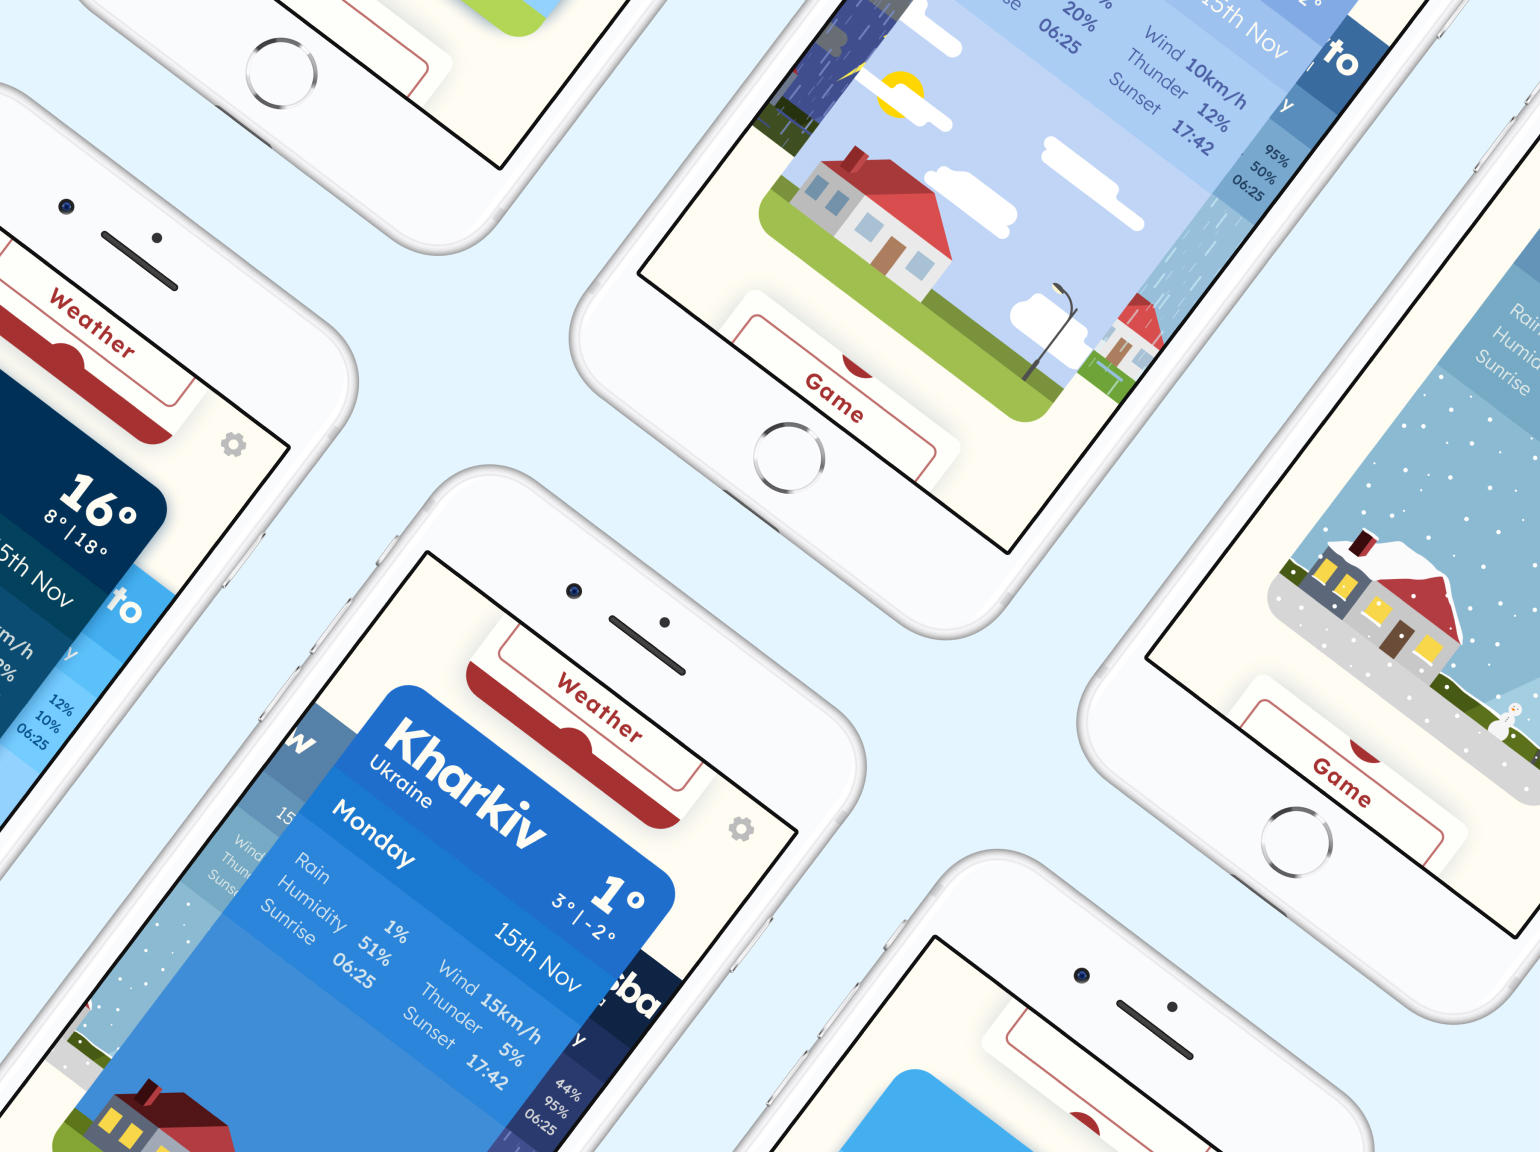 Weather
16°
8°|18°
5th Nov
m/h
%
to
y
12%
10%
06:25
20%
06:25
Wind 10km/h
Thunder 12%
Sunset 17:42
15th Nov
to
y
95%
50%
06:25
Game
Weather
Kharkiv
Ukraine
1°
3°|-2°
Monday
15th Nov
Rain 1%
Humidity 51%
Sunrise 06:25
Wind 15km/h
Thunder 5%
Sunset 17:42
w
15
Wind
Thun
Suns
sba
y
44%
95%
06:25
Rain
Humid
Sunrise
Game